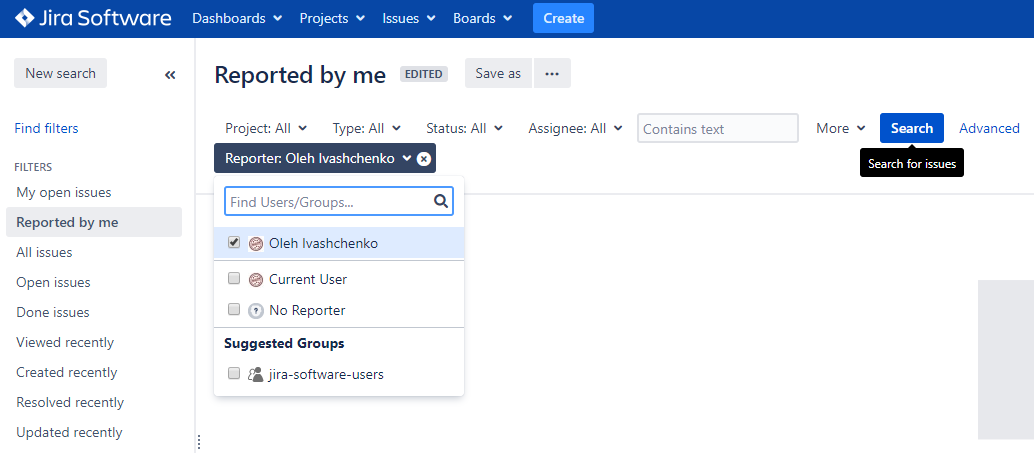 Jira Software Dashboards Projects Issues Boards Create
New search
Find filters
FILTERS
My open issues
Reported by me
All issues
Open issues
Done issues
Viewed recently
Created recently
Resolved recently
Updated recently
Reported by me EDITED Save as
Project: All Type: All Status: All Assignee: All Contains text More Search Advanced
Search for issues
Reporter: Oleh Ivashchenko
Find Users/Groups...
Oleh Ivashchenko
Current User
No Reporter
Suggested Groups
jira-software-users